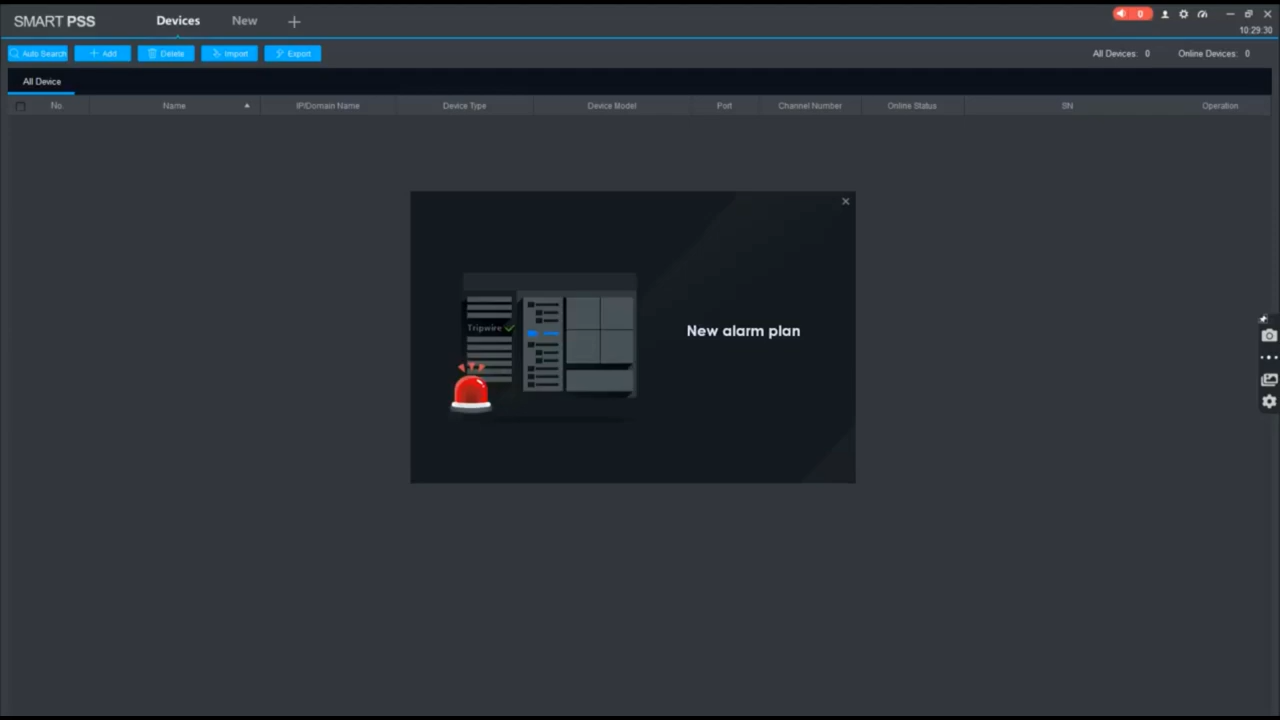 SMART PSS Devices New
0
10:29:30
Auto Search Add Delete Import Export All Devices: 0 Online Devices: 0
All Device
No. Name IP/Domain Name Device Type Device Model Port Channel Number Online Status SN Operation
Tripwire
New alarm plan